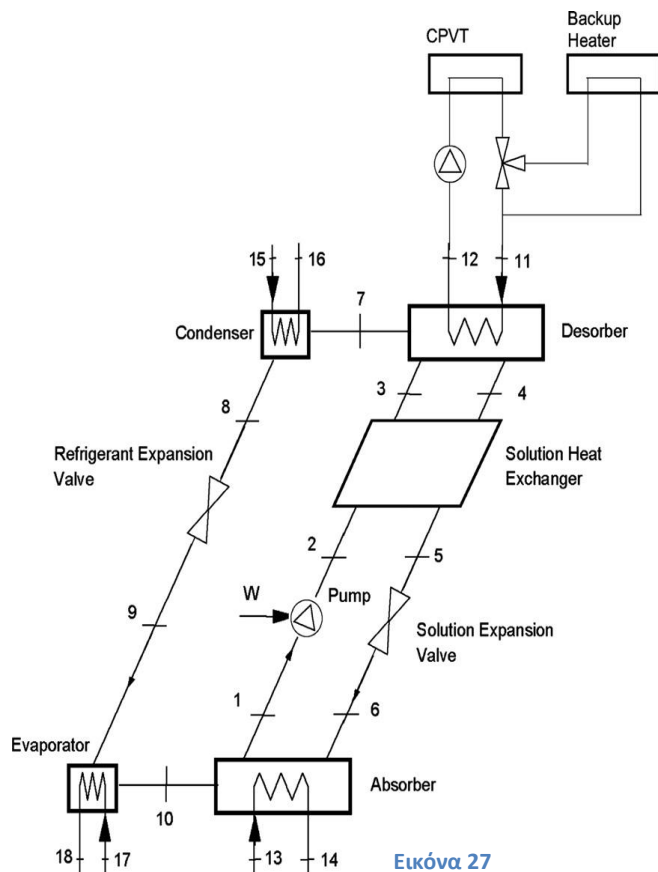 CPVT
Backup
Heater
12
11
15
16
7
Condenser
Desorber
3
4
8
Refrigerant Expansion
Valve
Solution Heat
Exchanger
2
5
W
Pump
9
Solution Expansion
Valve
1
6
Evaporator
Absorber
10
18
17
13
14
Εικόνα 27